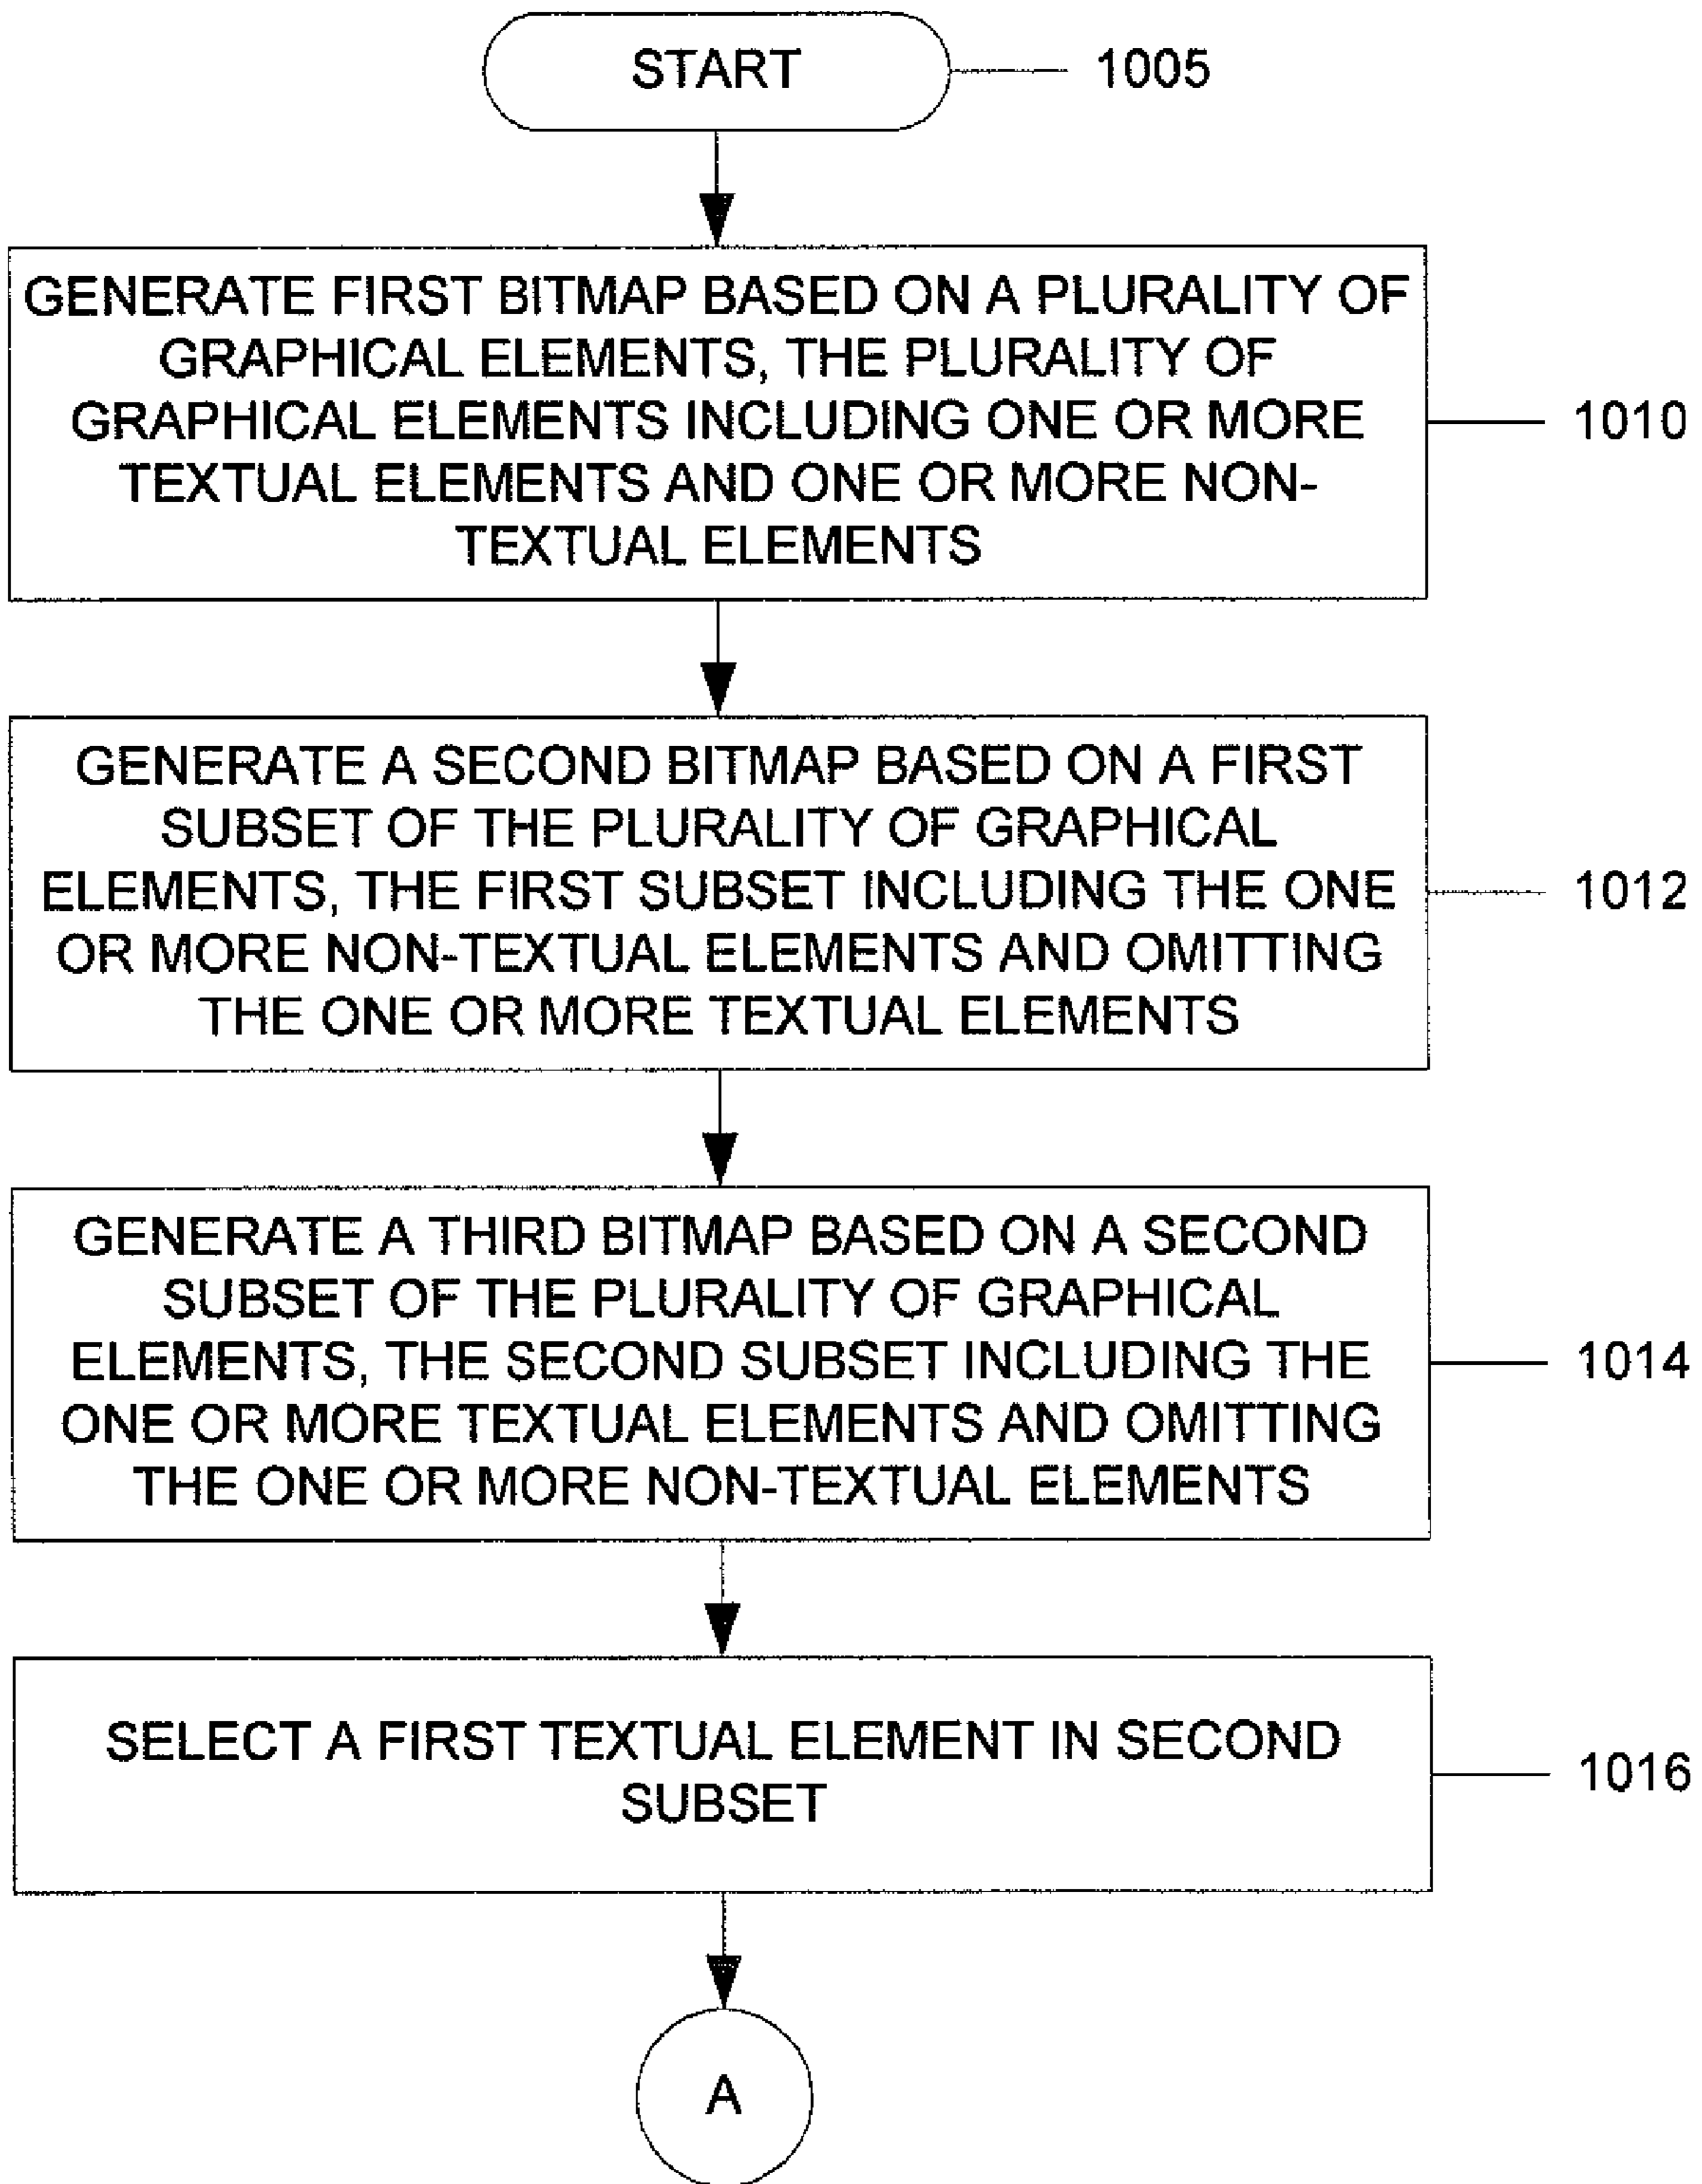 START
1005
GENERATE FIRST BITMAP BASED ON A PLURALITY OF
GRAPHICAL ELEMENTS, THE PLURALITY OF
GRAPHICAL ELEMENTS INCLUDING ONE OR MORE
TEXTUAL ELEMENTS AND ONE OR MORE NON-
TEXTUAL ELEMENTS
1010
GENERATE A SECOND BITMAP BASED ON A FIRST
SUBSET OF THE PLURALITY OF GRAPHICAL
ELEMENTS, THE FIRST SUBSET INCLUDING THE ONE
OR MORE NON-TEXTUAL ELEMENTS AND OMITTING
THE ONE OR MORE TEXTUAL ELEMENTS
1012
GENERATE A THIRD BITMAP BASED ON A SECOND
SUBSET OF THE PLURALITY OF GRAPHICAL
ELEMENTS, THE SECOND SUBSET INCLUDING THE
ONE OR MORE TEXTUAL ELEMENTS AND OMITTING
THE ONE OR MORE NON-TEXTUAL ELEMENTS
1014
SELECT A FIRST TEXTUAL ELEMENT IN SECOND
SUBSET
1016
A